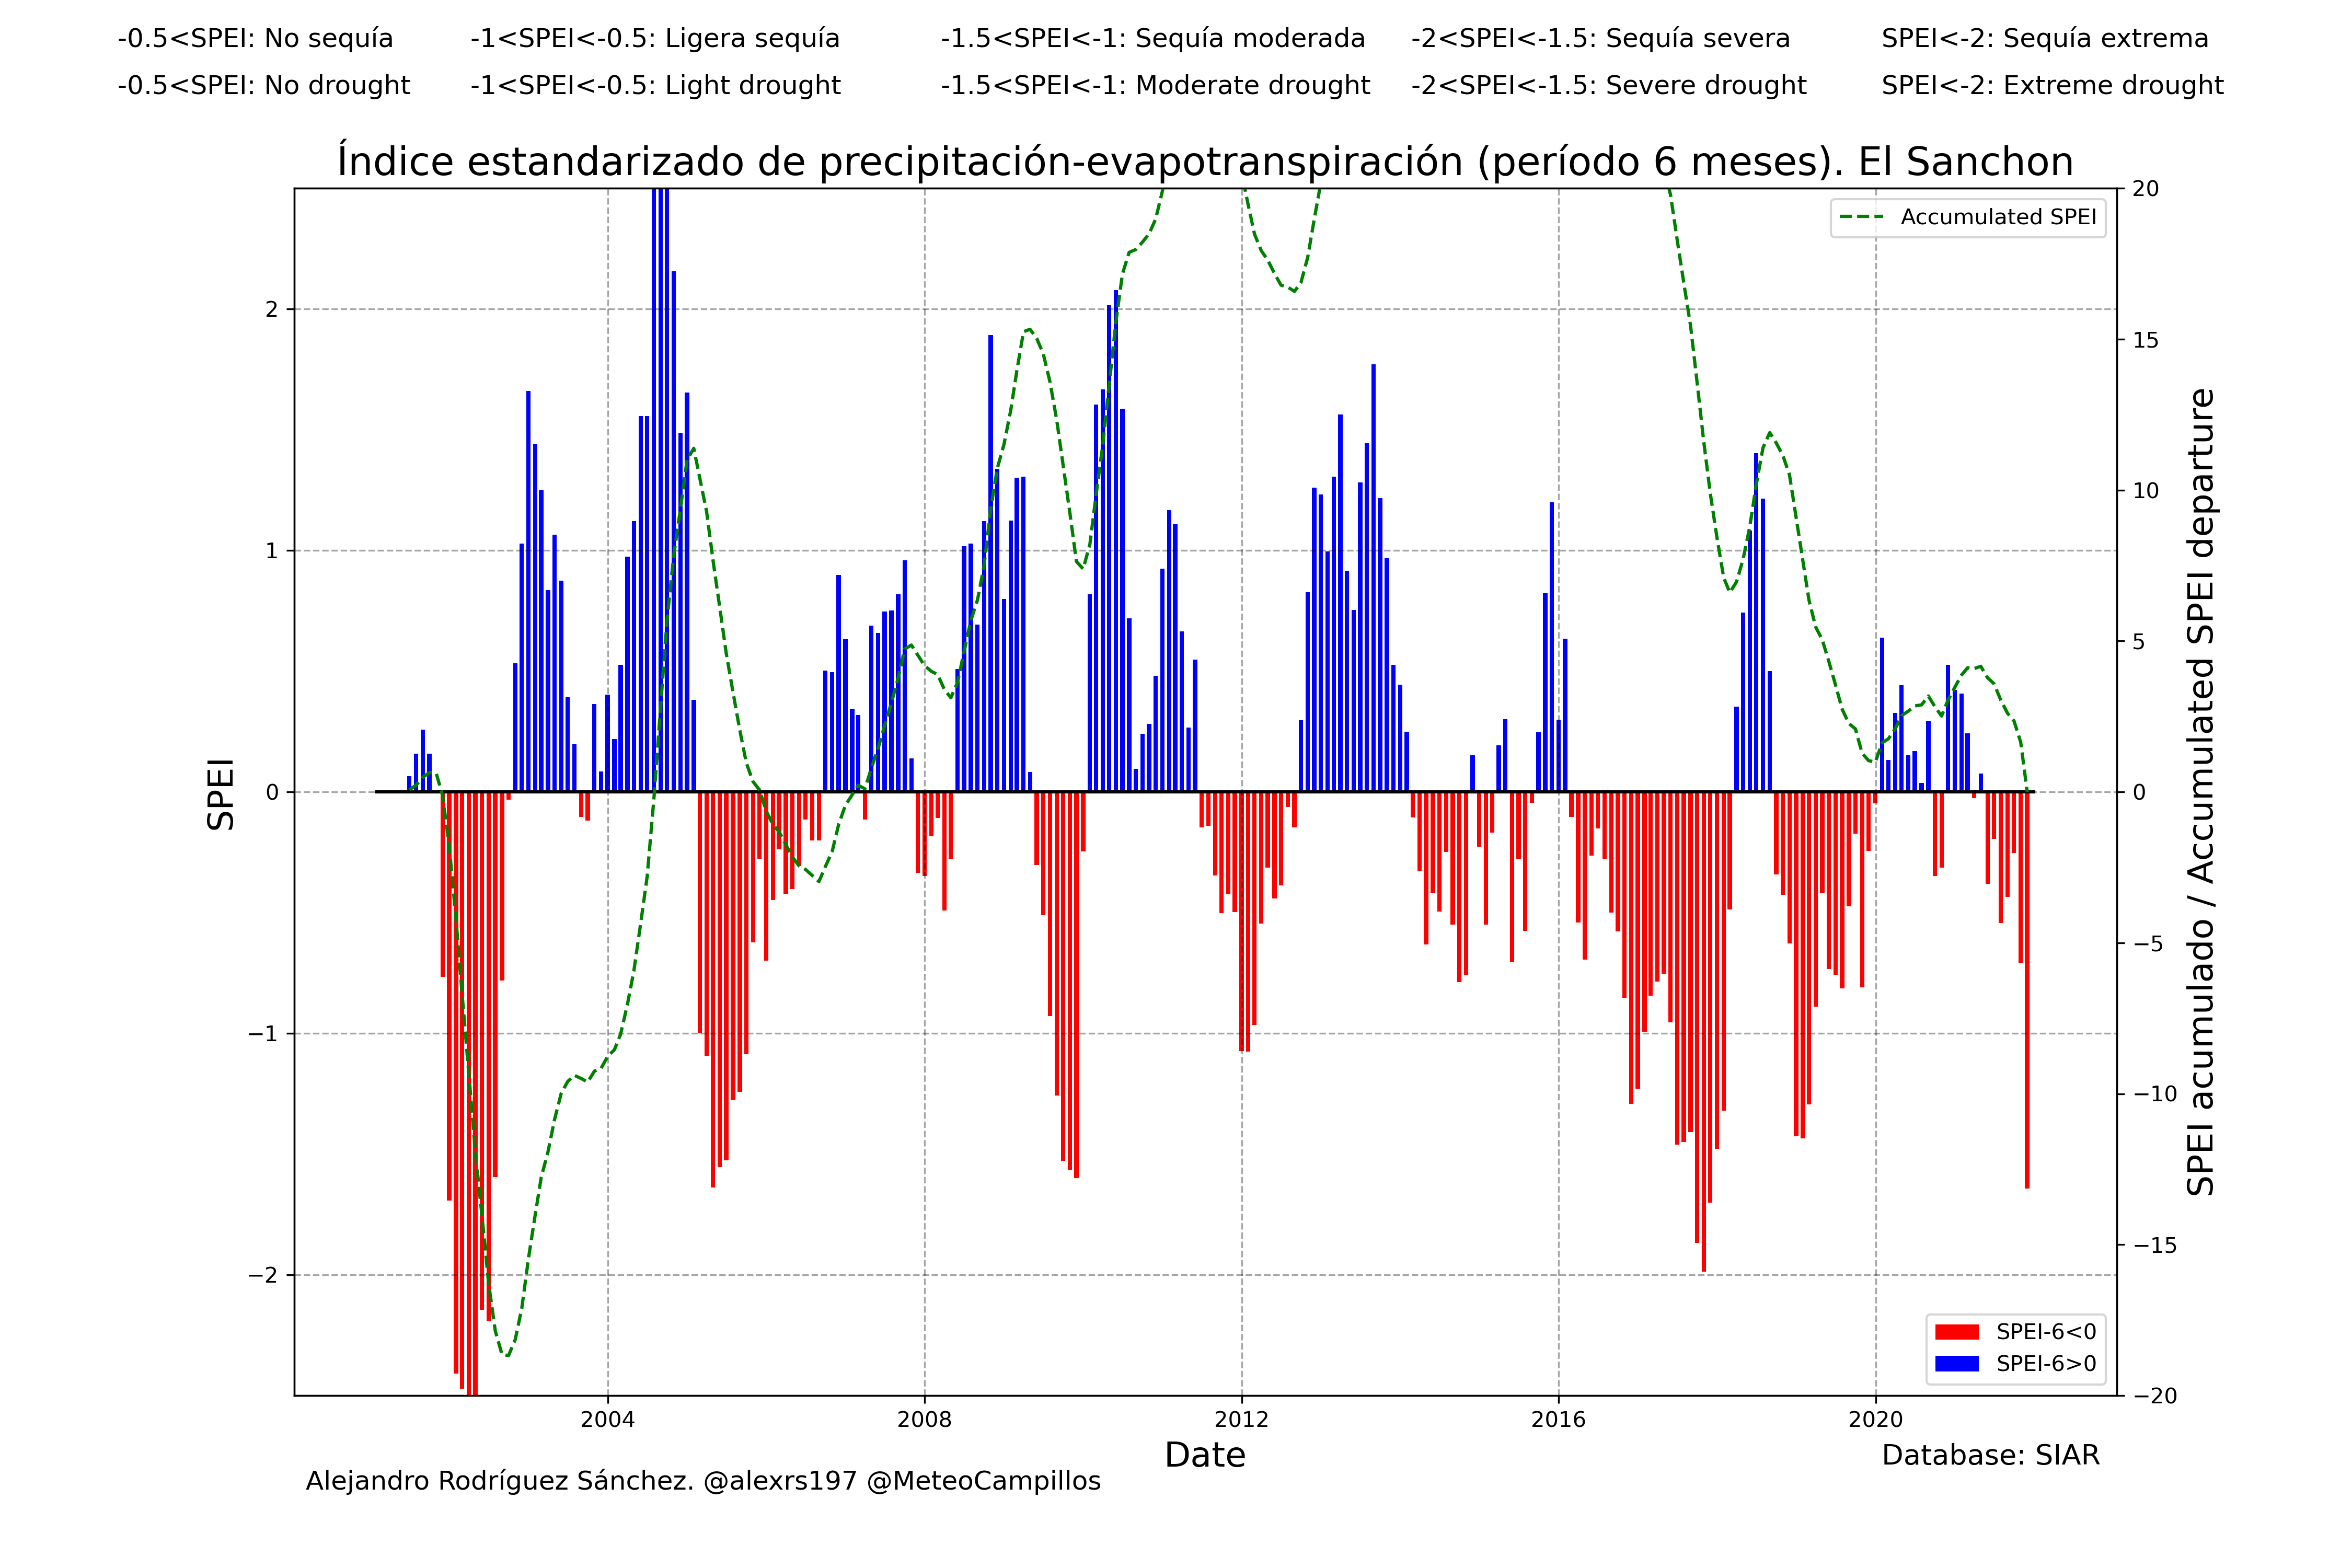 -0.5<SPEI: No sequía -1<SPEI<-0.5: Ligera sequía -1.5<SPEI<-1: Sequía moderada -2<SPEI<-1.5: Sequía severa SPEI<-2: Sequía extrema
-0.5<SPEI: No drought -1<SPEI<-0.5: Light drought -1.5<SPEI<-1: Moderate drought -2<SPEI<-1.5: Severe drought SPEI<-2: Extreme drought
Índice estandarizado de precipitación-evapotranspiración (período 6 meses). El Sanchon
Accumulated SPEI
SPEI
2
1
0
−1
−2
20
15
10
5
0
−5
−10
−15
−20
SPEI acumulado / Accumulated SPEI departure
SPEI-6<0
SPEI-6>0
2004 2008 2012 2016 2020
Date
Database: SIAR
Alejandro Rodríguez Sánchez. @alexrs197 @MeteoCampillos